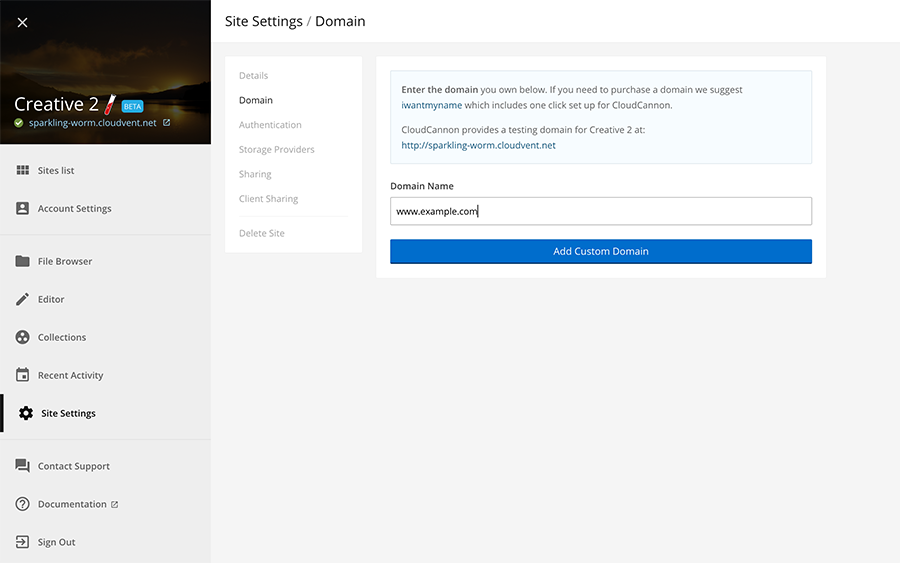 Site Settings / Domain
Creative 2 BETA
sparkling-worm.cloudvent.net
Sites list
Account Settings
File Browser
Editor
Collections
Recent Activity
Site Settings
Contact Support
Documentation
Sign Out
Details
Domain
Authentication
Storage Providers
Sharing
Client Sharing
Delete Site
Enter the domain you own below. If you need to purchase a domain we suggest
iwantmyname which includes one click set up for CloudCannon.
CloudCannon provides a testing domain for Creative 2 at:
http://sparkling-worm.cloudvent.net
Domain Name
www.example.com
Add Custom Domain